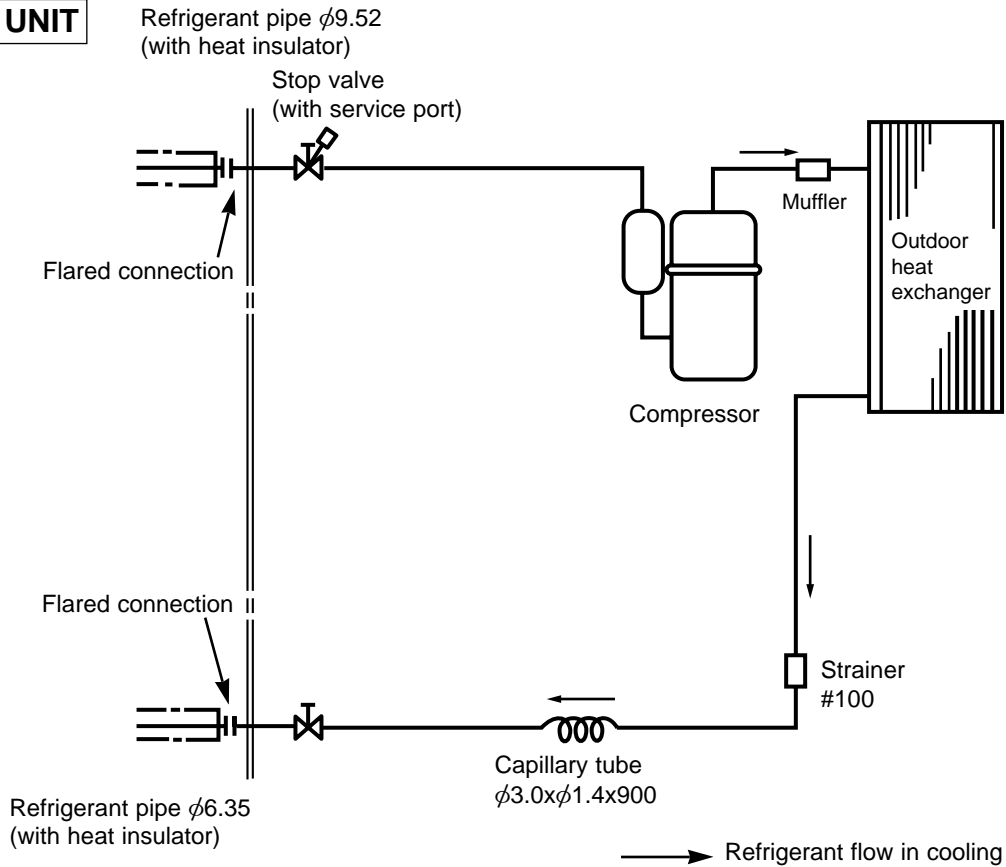 UNIT
Refrigerant pipe ϕ9.52
(with heat insulator)
Stop valve
(with service port)
Muffler
Outdoor
heat
exchanger
Flared connection
Compressor
Flared connection
Strainer
#100
Capillary tube
ϕ3.0xϕ1.4x900
Refrigerant pipe ϕ6.35
(with heat insulator)
Refrigerant flow in cooling